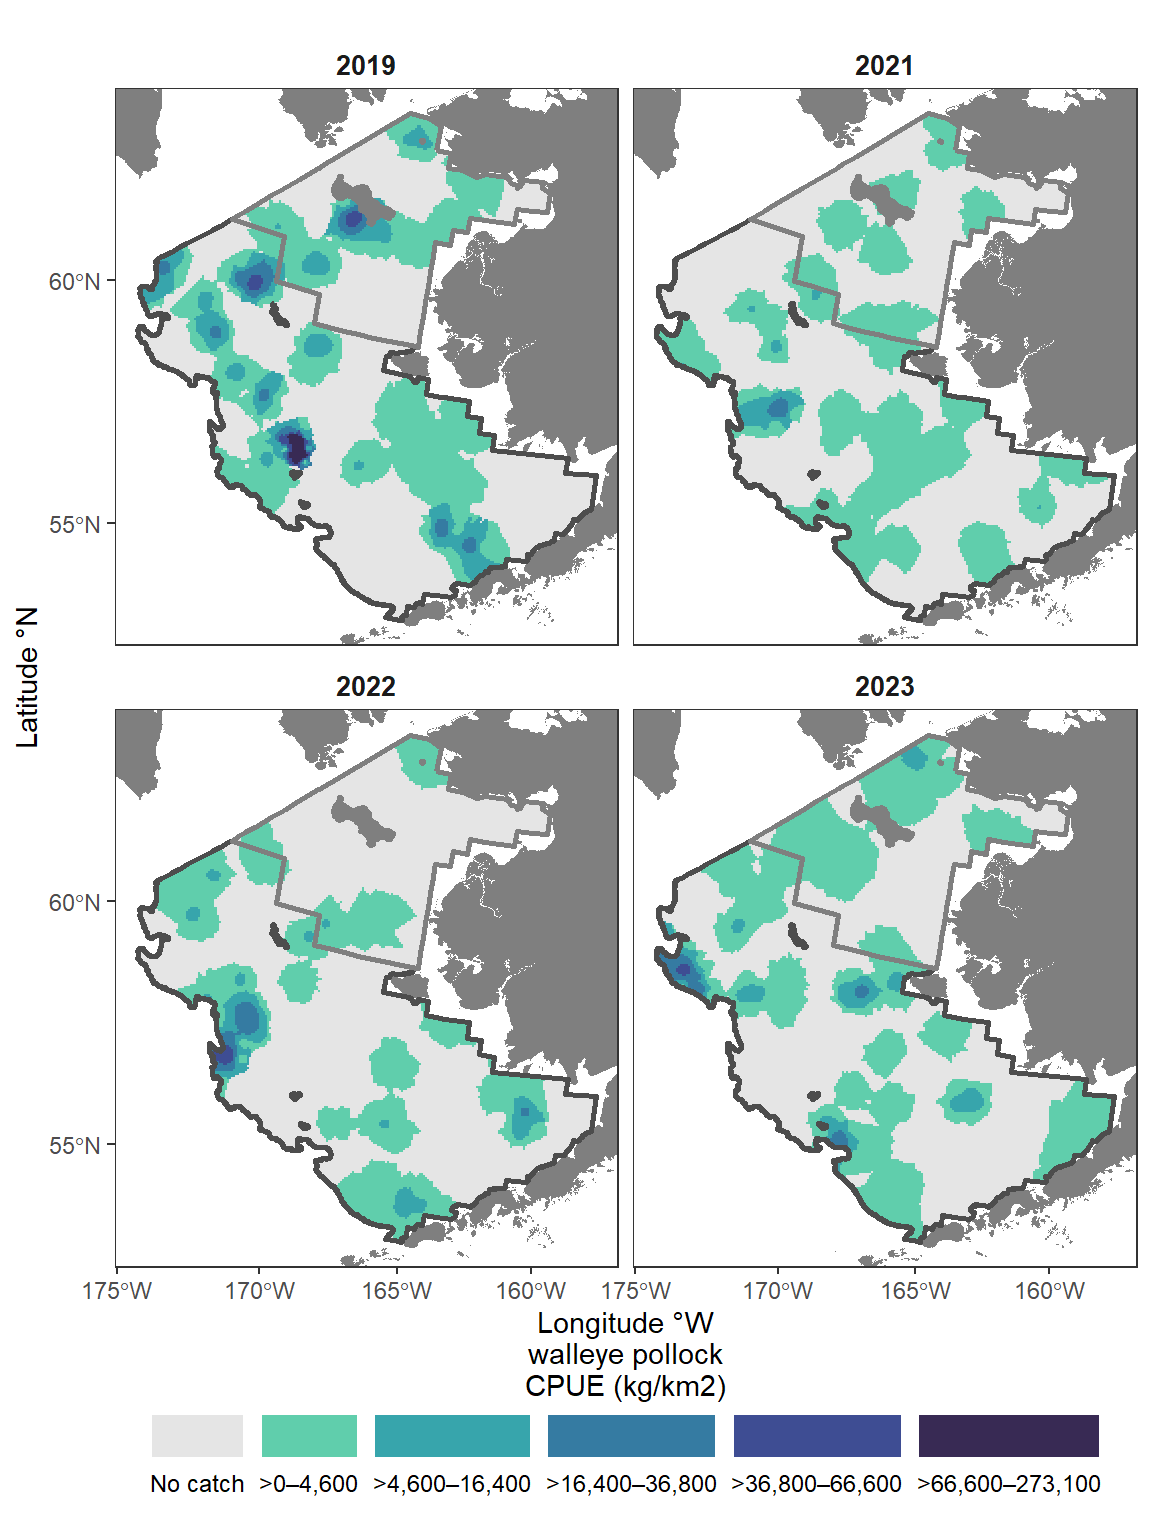 2019
2021
60°N
55°N
Latitude °N
2022
2023
60°N
55°N
175°W
170°W
165°W
160°W
175°W
170°W
165°W
160°W
Longitude °W
walleye pollock
CPUE (kg/km2)
No catch
>0–4,600
>4,600–16,400
>16,400–36,800
>36,800–66,600
>66,600–273,100